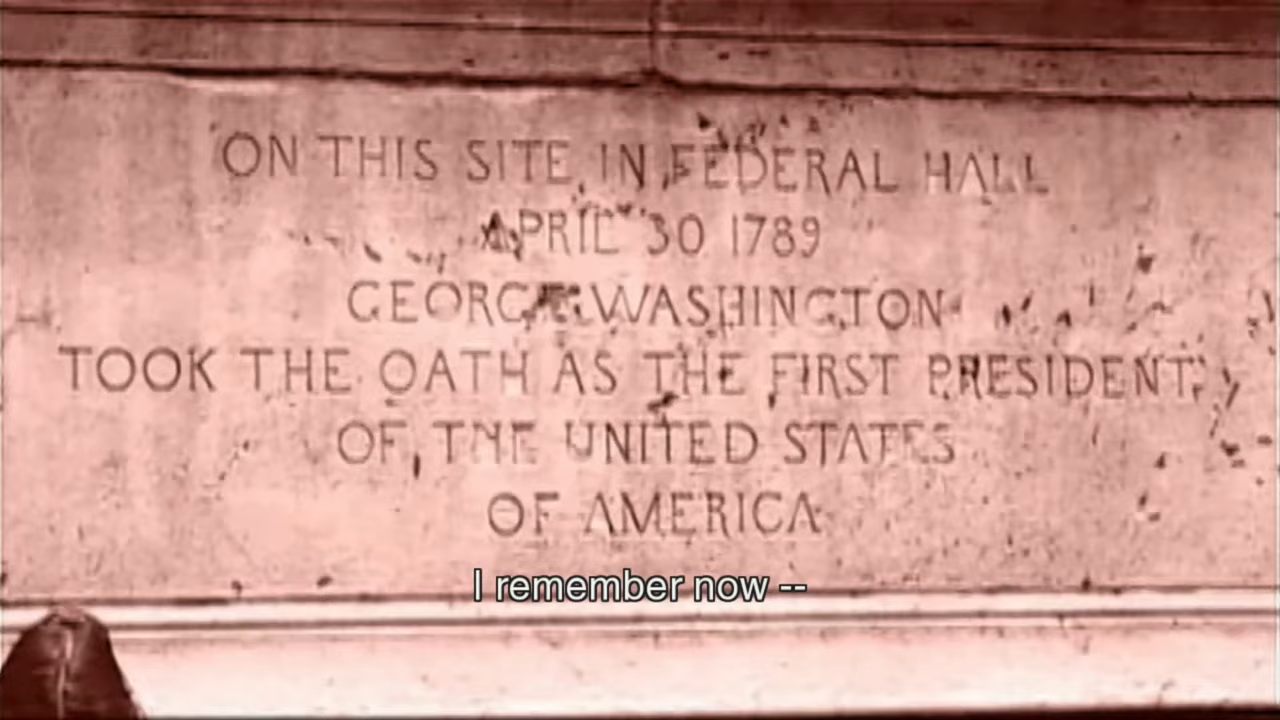 ON THIS SITE IN FEDERAL HALL
APRIL 30 1789
GEORGE WASHINGTON
TOOK THE OATH AS THE FIRST PRESIDENT
OF THE UNITED STATES
OF AMERICA
I remember now --